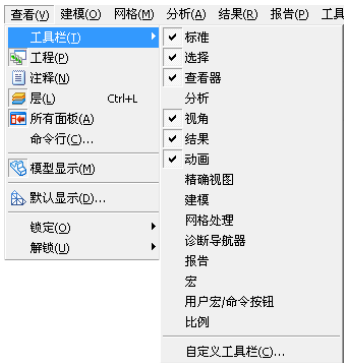 查看(V) 建模(O) 网格(M) 分析(A) 结果(R) 报告(P) 工具
工具栏(T)
工程(P)
注释(N)
层(L) Ctrl+L
所有面板(A)
命令行(C)...
模型显示(M)
默认显示(D)...
锁定(O)
解锁(U)
标准
选择
查看器
分析
视角
结果
动画
精确视图
建模
网格处理
诊断导航器
报告
宏
用户宏/命令按钮
比例
自定义工具栏(C)...